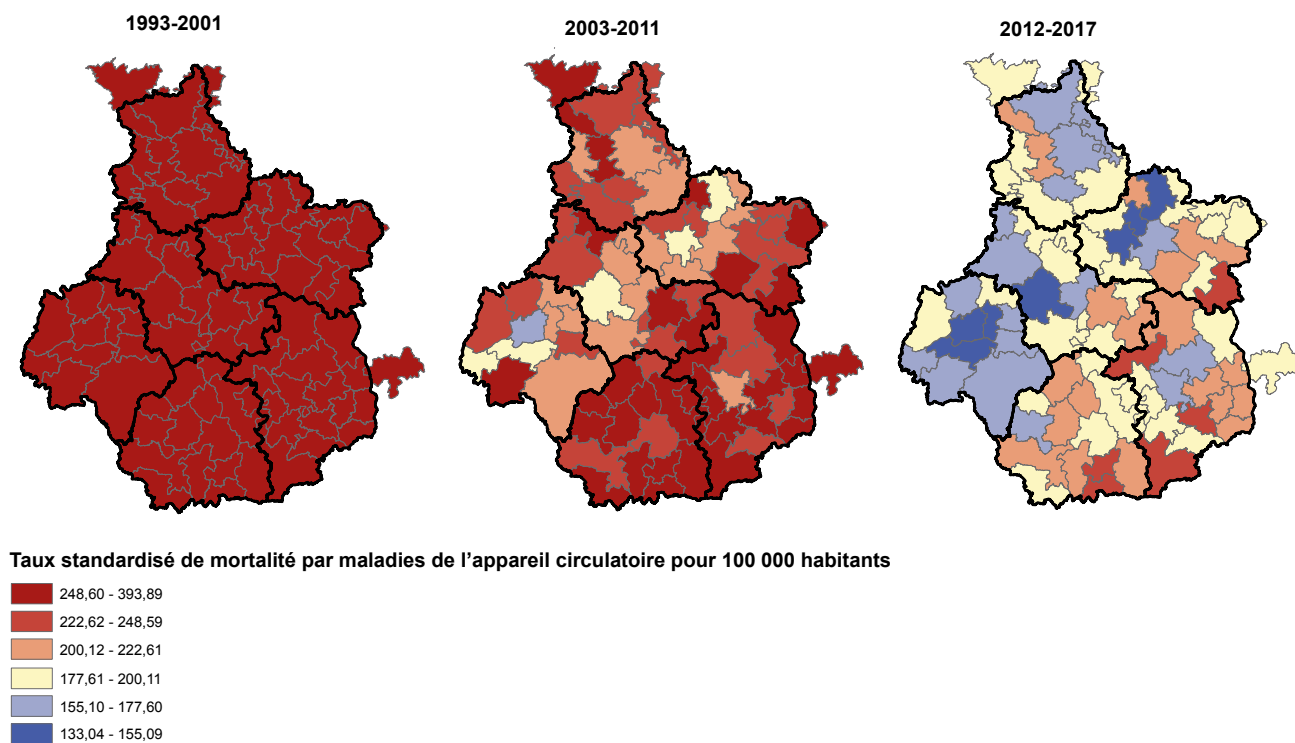 1993-2001
2003-2011
2012-2017
Taux standardisé de mortalité par maladies de l’appareil circulatoire pour 100 000 habitants
248,60 - 393,89
222,62 - 248,59
200,12 - 222,61
177,61 - 200,11
155,10 - 177,60
133,04 - 155,09